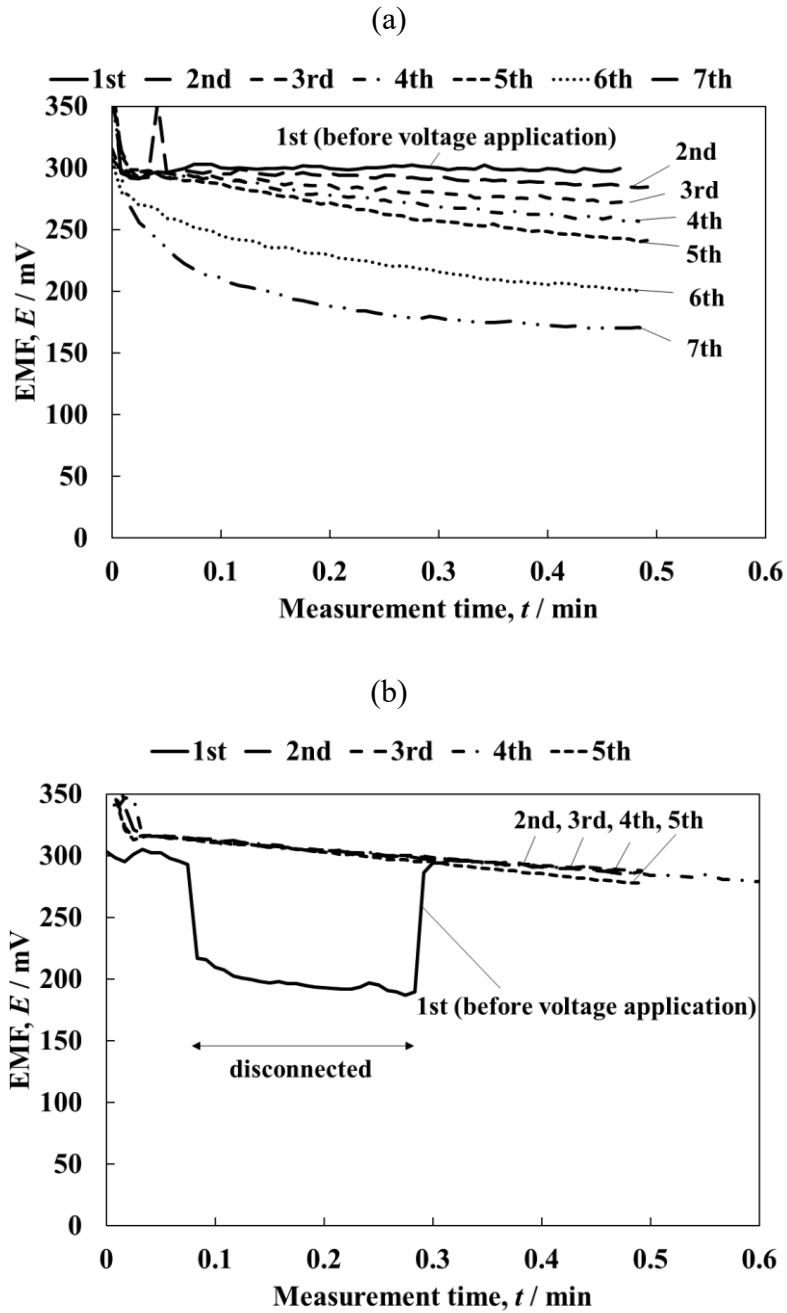 (a)
1st 2nd 3rd 4th 5th 6th 7th
350
300
250
200
150
100
50
0
EMF, E / mV
1st (before voltage application)
2nd
3rd
4th
5th
6th
7th
0 0.1 0.2 0.3 0.4 0.5 0.6
Measurement time, t / min
(b)
1st 2nd 3rd 4th 5th
350
300
250
200
150
100
50
0
EMF, E / mV
2nd, 3rd, 4th, 5th
1st (before voltage application)
disconnected
0 0.1 0.2 0.3 0.4 0.5 0.6
Measurement time, t / min